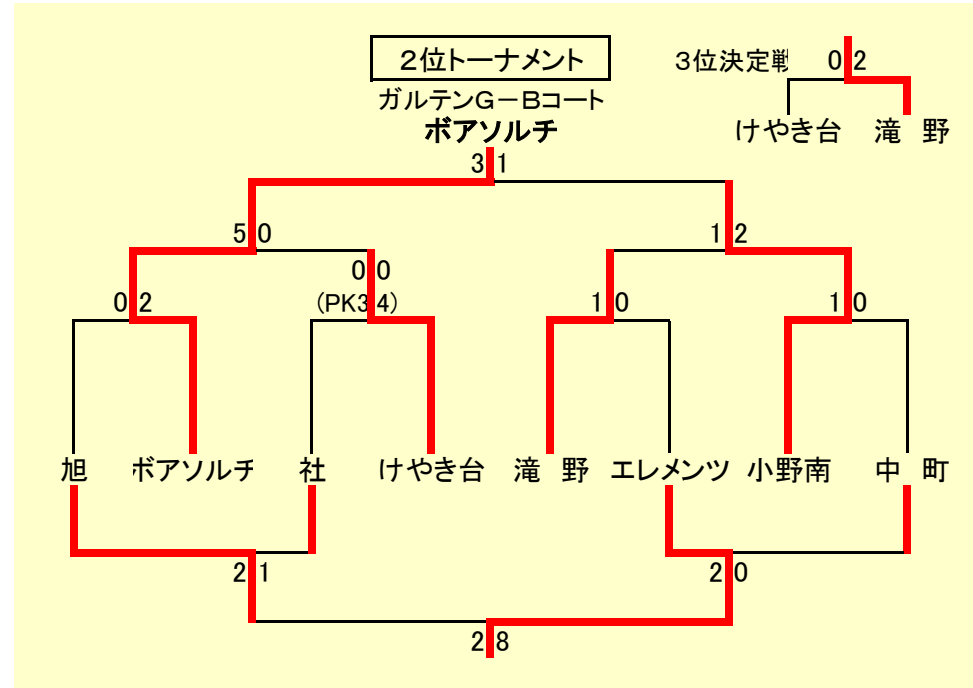 ２位トーナメント
３位決定戦 0 2
ガルテンＧ－Ｂコート
ボアソルチ
けやき台 滝 野
3 1
5 0
1 2
0 0
0 2
(PK3 4)
1 0
1 0
旭 ボアソルチ 社 けやき台 滝 野 エレメンツ 小野南 中 町
2 1
2 0
2 8